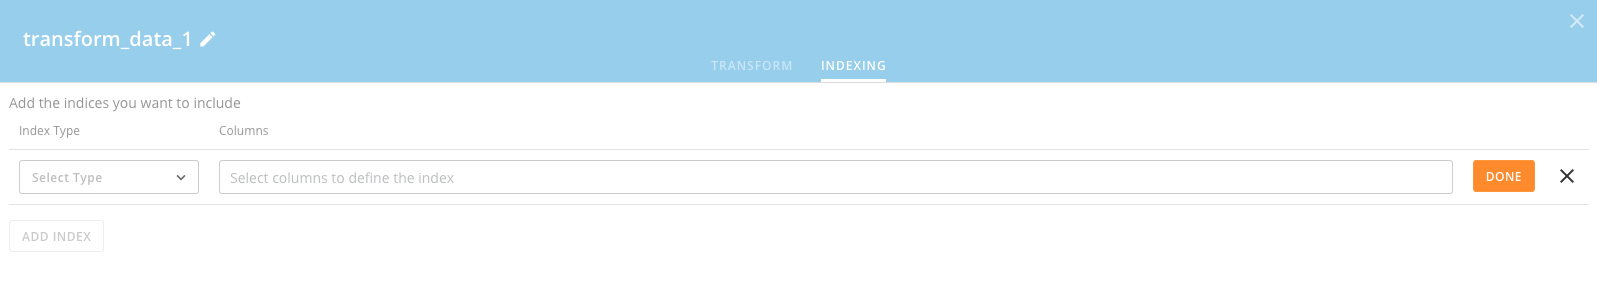 transform_data_1
TRANSFORM INDEXING
Add the indices you want to include
Index Type Columns
Select Type Select columns to define the index DONE
ADD INDEX